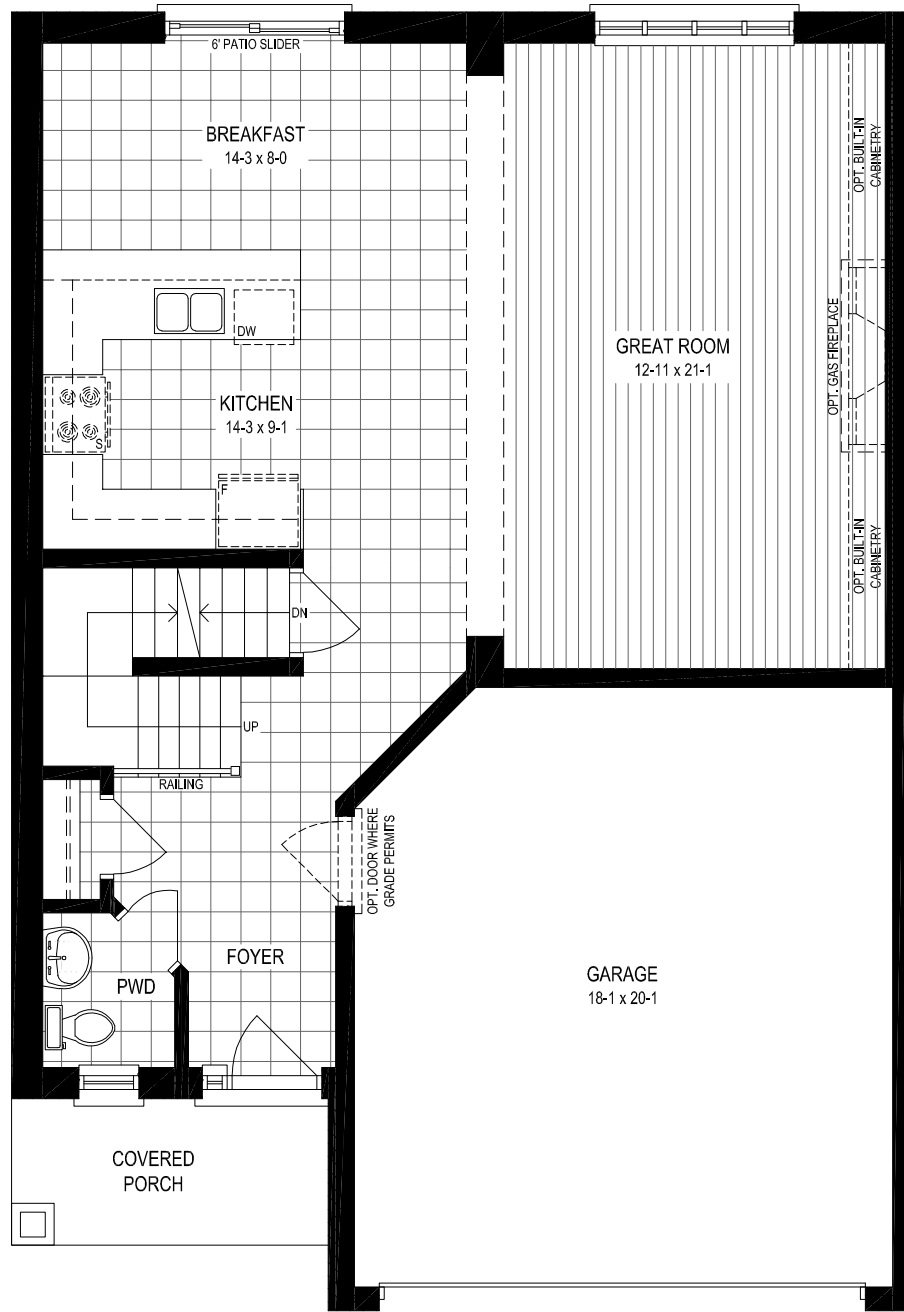 6' PATIO SLIDER
BREAKFAST
14-3 x 8-0
OPT. BUILT-IN
CABINETRY
DW
GREAT ROOM
12-11 x 21-1
OPT. GAS FIREPLACE
KITCHEN
14-3 x 9-1
S
F
OPT. BUILT-IN
CABINETRY
DN
UP
RAILING
OPT. DOOR WHERE
GRADE PERMITS
FOYER
PWD
GARAGE
18-1 x 20-1
COVERED
PORCH